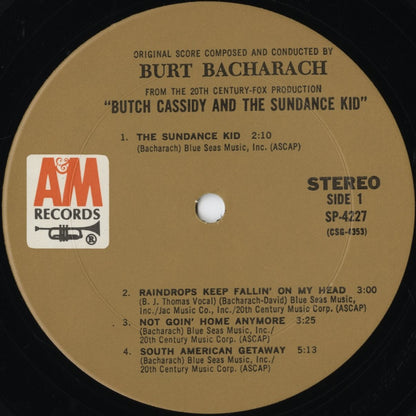 ORIGINAL SCORE COMPOSED AND CONDUCTED BY
BURT BACHARACH
FROM THE 20TH CENTURY-FOX PRODUCTION
"BUTCH CASSIDY AND THE SUNDANCE KID"
1. THE SUNDANCE KID 2:10
(Bacharach) Blue Seas Music, Inc. (ASCAP)
A&M
RECORDS
®
STEREO
SIDE 1
SP-4227
(CSG-4353)
2. RAINDROPS KEEP FALLIN' ON MY HEAD 3:00
(B. J. Thomas Vocal) (Bacharach-David) Blue Seas Music,
Inc./Jac Music Co., Inc./20th Century Music Corp. (ASCAP)
3. NOT GOIN' HOME ANYMORE 3:25
(Bacharach) Blue Seas Music, Inc./
20th Century Music Corp. (ASCAP)
4. SOUTH AMERICAN GETAWAY 5:13
(Bacharach) Blue Seas Music, Inc./
20th Century Music Corp. (ASCAP)